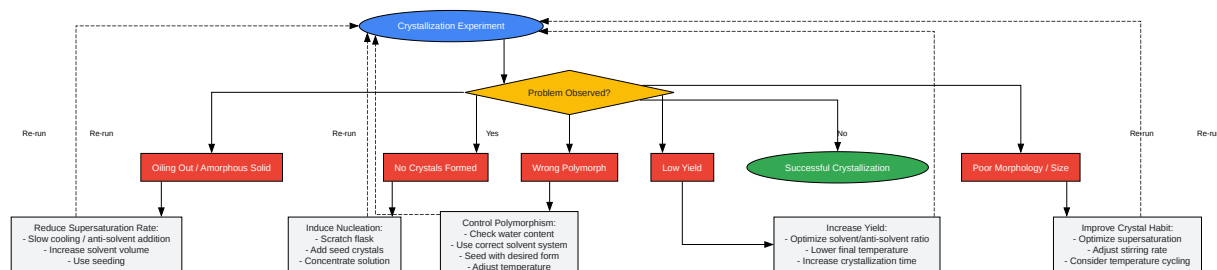 Crystallization Experiment
Problem Observed?
Re-run
Re-run
Re-run
Yes
No
Re-run
Re-run
Oiling Out / Amorphous Solid
No Crystals Formed
Wrong Polymorph
Low Yield
Successful Crystallization
Poor Morphology / Size
Reduce Supersaturation Rate:
- Slow cooling / anti-solvent addition
- Increase solvent volume
- Use seeding
Induce Nucleation:
- Scratch flask
- Add seed crystals
- Concentrate solution
Control Polymorphism:
- Check water content
- Use correct solvent system
- Seed with desired form
- Adjust temperature
Increase Yield:
- Optimize solvent/anti-solvent ratio
- Lower final temperature
- Increase crystallization time
Improve Crystal Habit:
- Optimize supersaturation
- Adjust stirring rate
- Consider temperature cycling